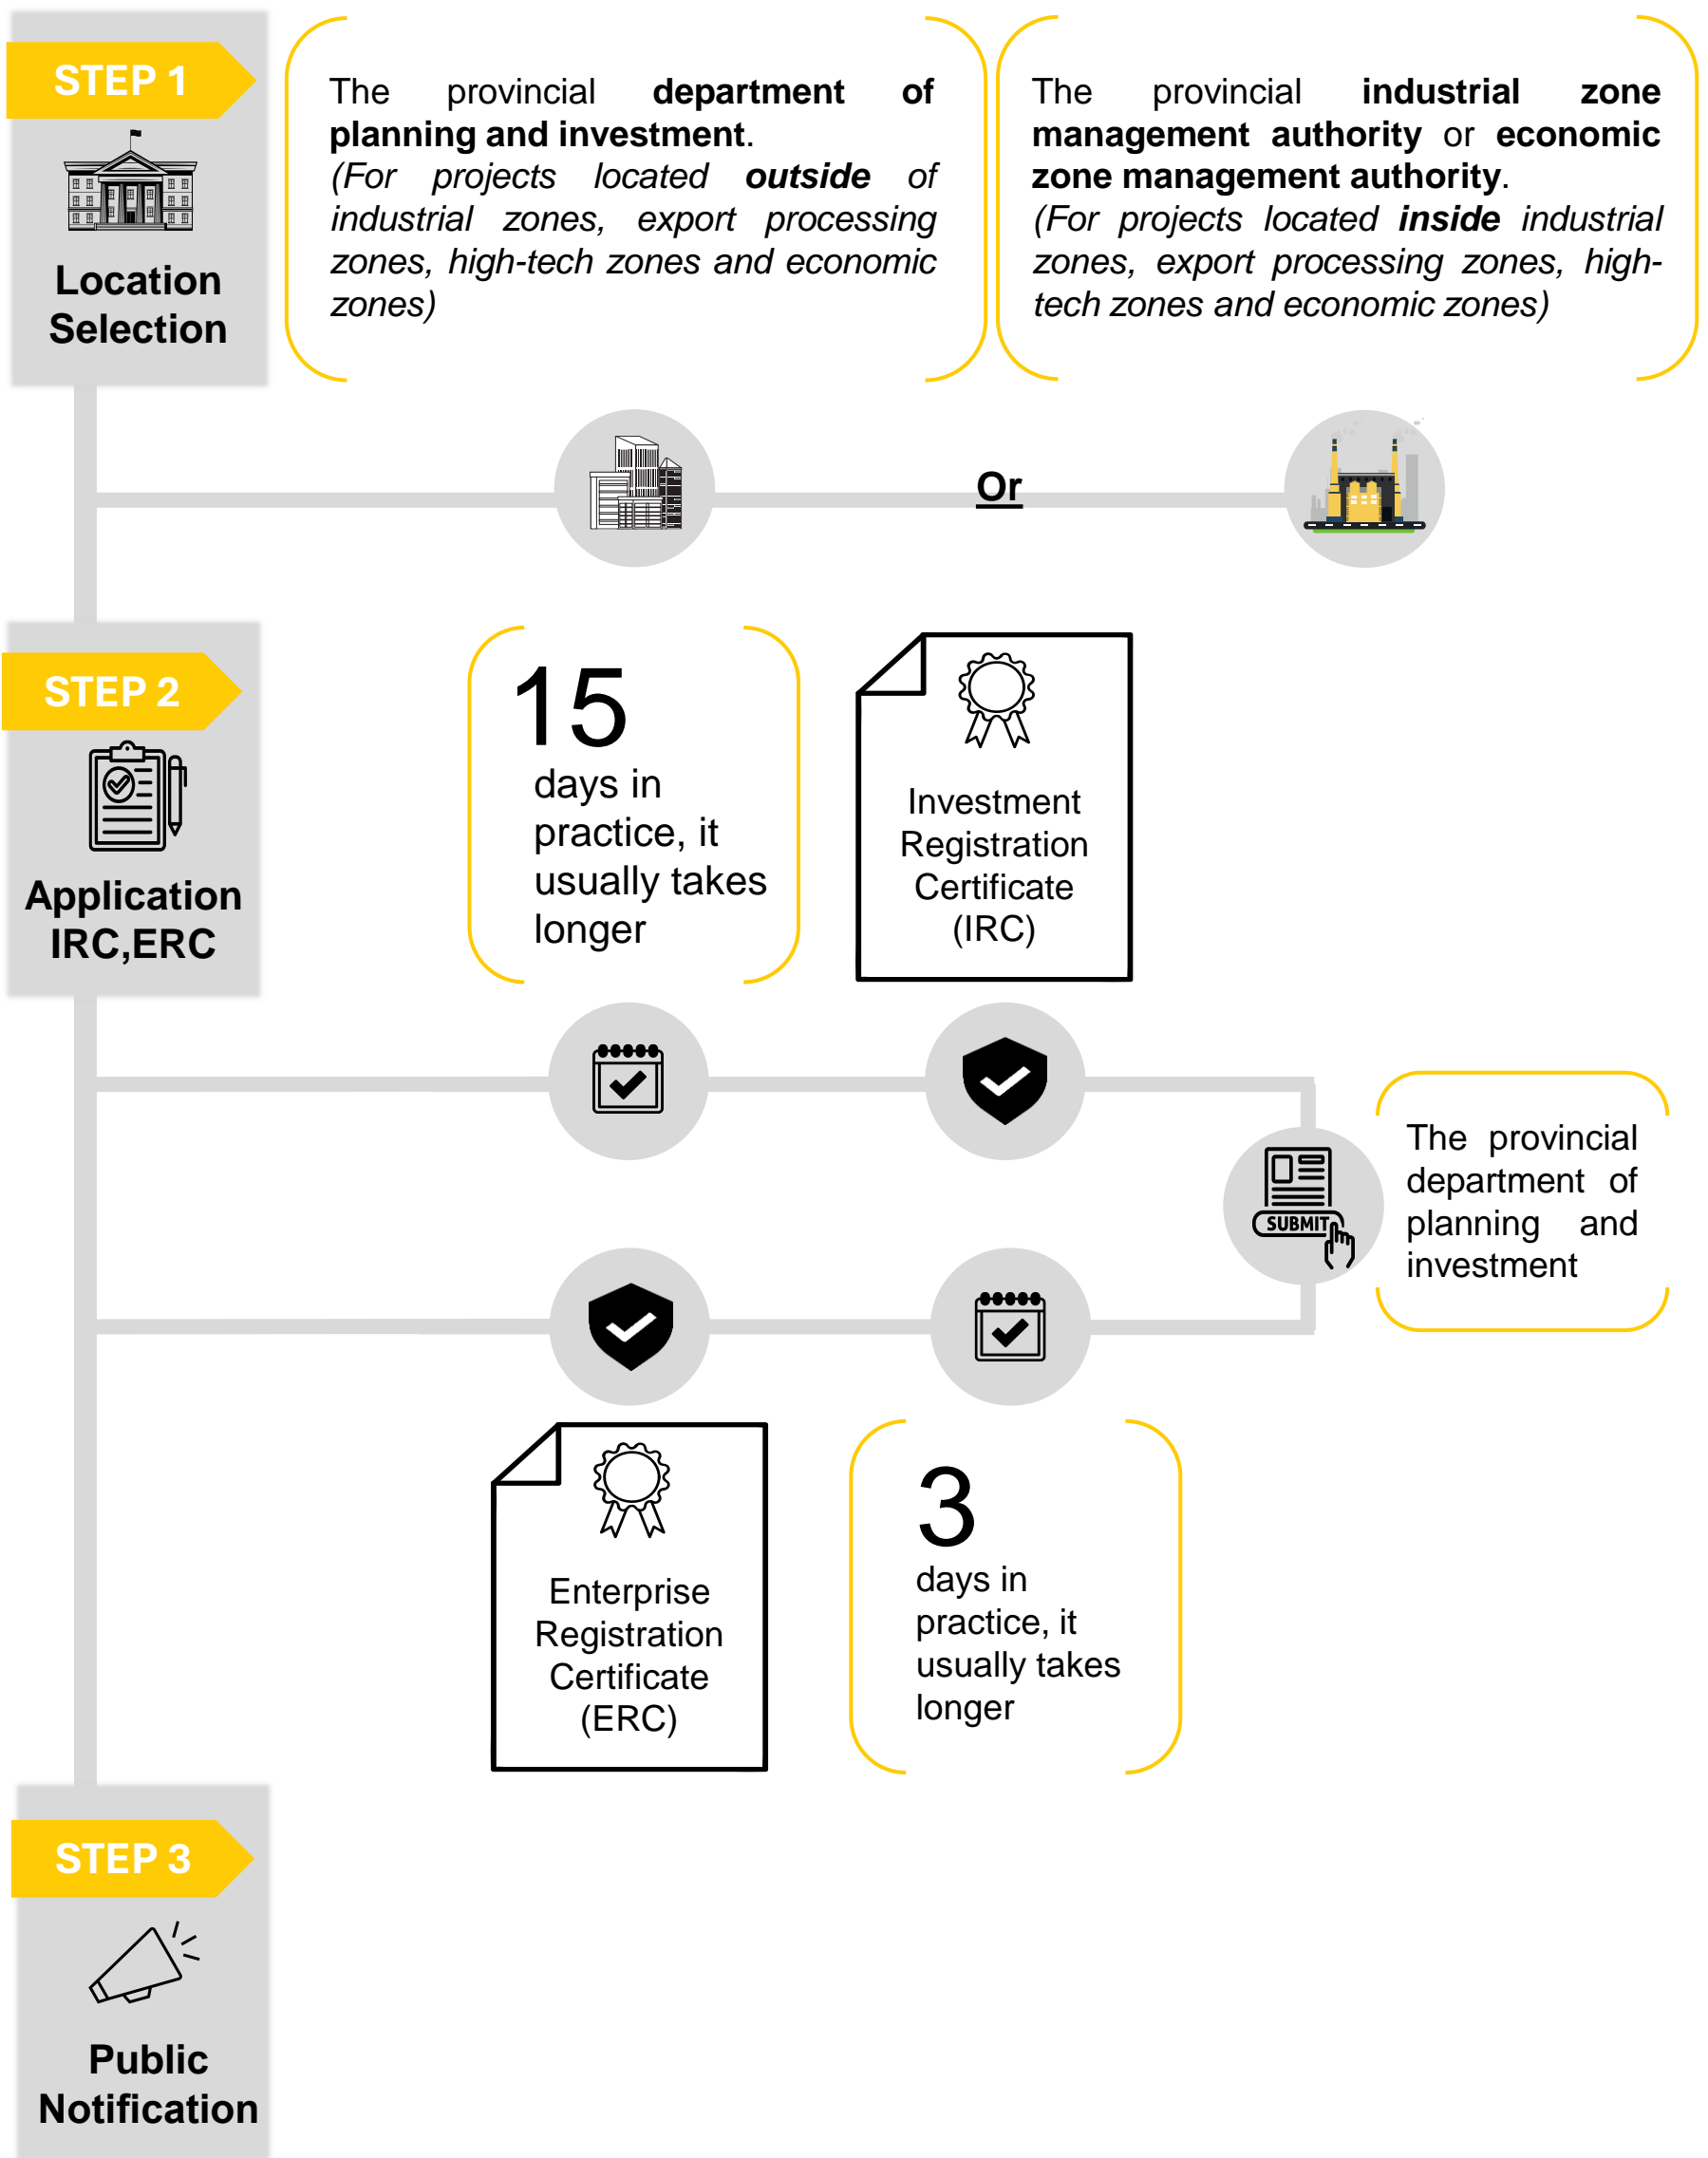 STEP 1
Location
Selection
The provincial department of
planning and investment.
(For projects located outside of
industrial zones, export processing
zones, high-tech zones and economic
zones)
The provincial industrial zone
management authority or economic
zone management authority.
(For projects located inside industrial
zones, export processing zones, high-
tech zones and economic zones)
Or
STEP 2
Application
IRC,ERC
15
days in
practice, it
usually takes
longer
Investment
Registration
Certificate
(IRC)
SUBMIT
The provincial
department of
planning and
investment
Enterprise
Registration
Certificate
(ERC)
3
days in
practice, it
usually takes
longer
STEP 3
Public
Notification